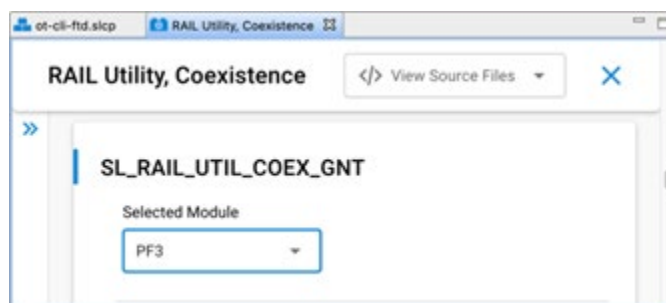 ot-cli-ftd.slcp
RAIL Utility, Coexistence
RAIL Utility, Coexistence
</> View Source Files
SL_RAIL_UTIL_COEX_GNT
Selected Module
PF3